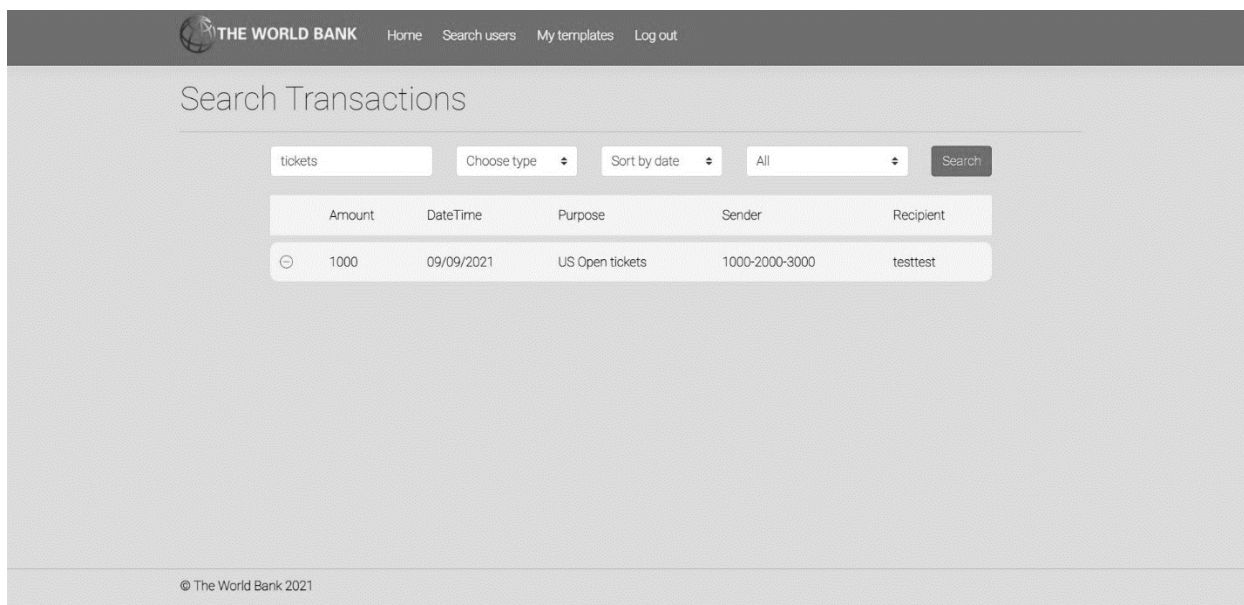 THE WORLD BANK Home Search users My templates Log out
Search Transactions
tickets Choose type Sort by date All Search
Amount DateTime Purpose Sender Recipient
1000 09/09/2021 US Open tickets 1000-2000-3000 testtest
© The World Bank 2021